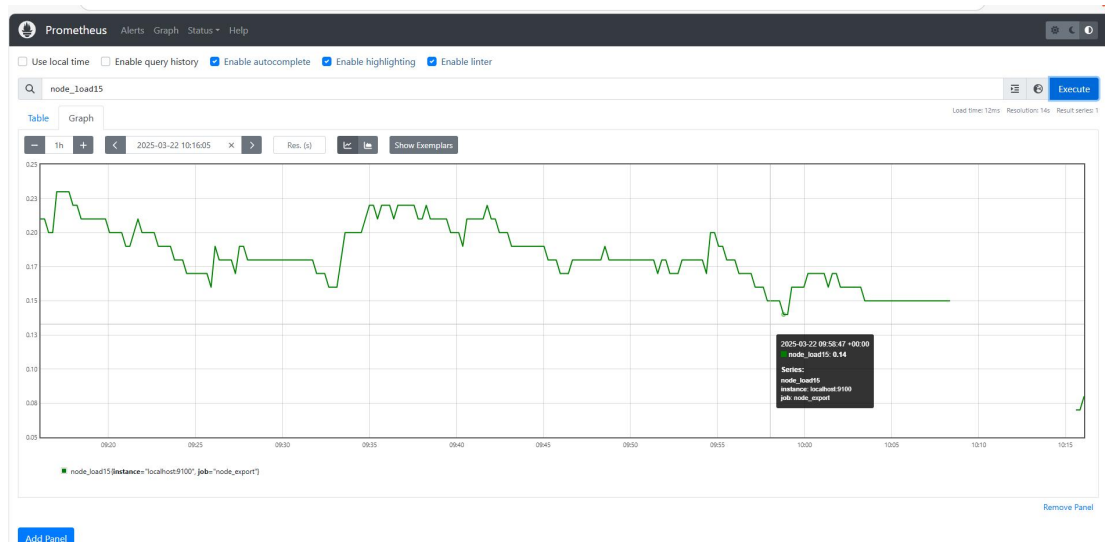 Prometheus Alerts Graph Status Help
Use local time Enable query history Enable autocomplete Enable highlighting Enable linter
node_load15 Execute
Load time: 12ms Resolution: 14s Result series: 1
Table Graph
1h 2025-03-22 10:16:05 Res. (s) Show Exemplars
0.25
0.23
0.20
0.17
0.15
0.13
0.10
0.08
0.05
2025-03-22 09:58:47 +00:00
node_load15: 0.14
Series:
node_load15
instance: localhost:9100
job: node_export
09:20 09:25 09:30 09:35 09:40 09:45 09:50 09:55 10:00 10:05 10:10 10:15
node_load15{instance="localhost:9100", job="node_export"}
Remove Panel
Add Panel